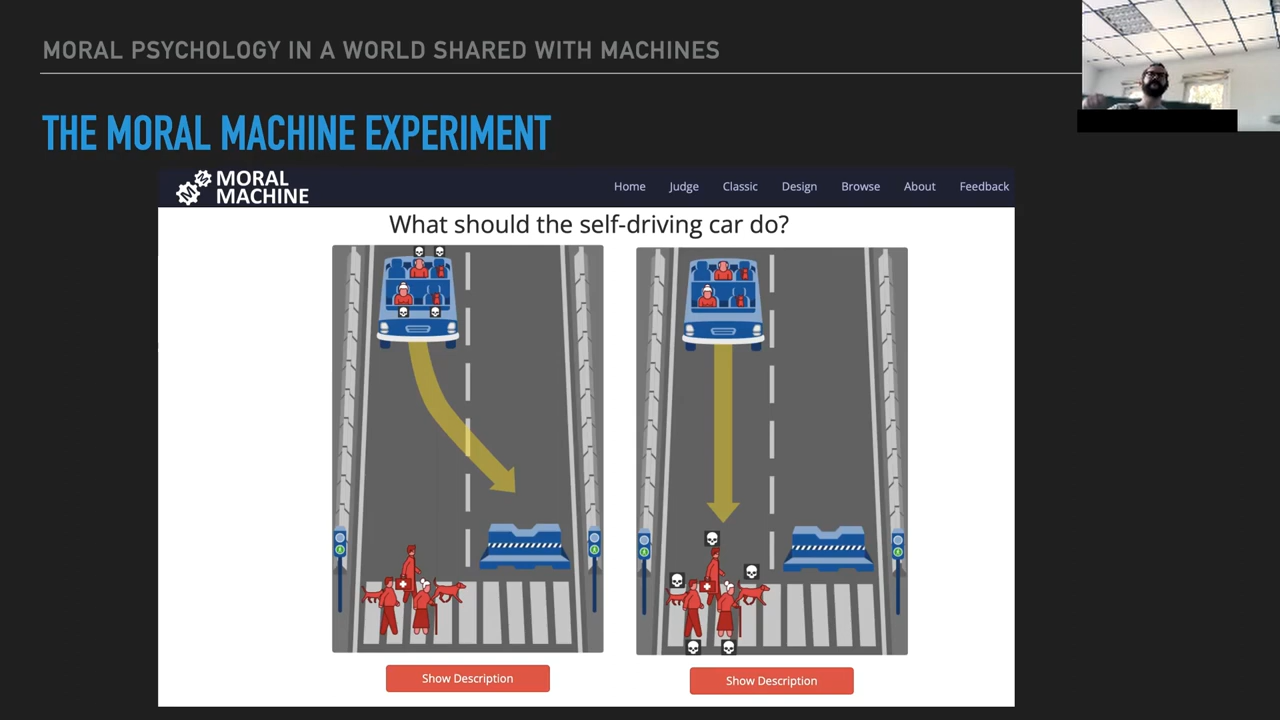 MORAL PSYCHOLOGY IN A WORLD SHARED WITH MACHINES
THE MORAL MACHINE EXPERIMENT
MORAL
MACHINE
Home Judge Classic Design Browse About Feedback
What should the self-driving car do?
Show Description
Show Description